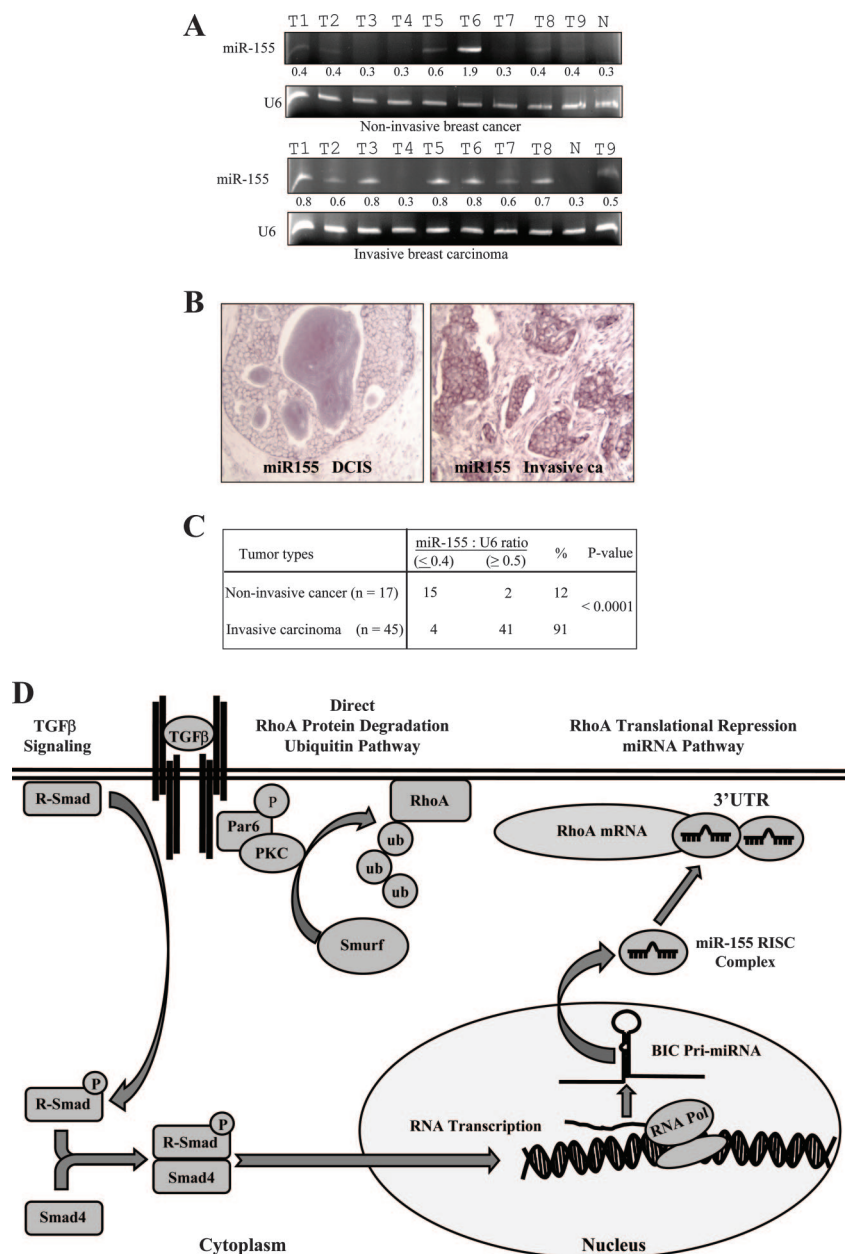 A
T1 T2 T3 T4 T5 T6 T7 T8 T9 N
miR-155
0.4 0.4 0.3 0.3 0.6 1.9 0.3 0.4 0.4 0.3
U6
Non-invasive breast cancer
T1 T2 T3 T4 T5 T6 T7 T8 N T9
miR-155
0.8 0.6 0.8 0.3 0.8 0.8 0.6 0.7 0.3 0.5
U6
Invasive breast carcinoma
B
miR155 DCIS
miR155 Invasive ca
C
Tumor types
miR-155 : U6 ratio
(≤ 0.4) (≥ 0.5) % P-value
Non-invasive cancer (n = 17) 15 2 12
< 0.0001
Invasive carcinoma (n = 45) 4 41 91
D
TGFβ
Signaling
TGFβ
Direct
RhoA Protein Degradation
Ubiquitin Pathway
RhoA Translational Repression
miRNA Pathway
R-Smad
P
Par6
PKC
RhoA
ub
ub
ub
Smurf
3'UTR
RhoA mRNA
miR-155 RISC
Complex
BIC Pri-miRNA
RNA Transcription
RNA Pol
P
R-Smad
P
R-Smad
Smad4
Smad4
Cytoplasm
Nucleus